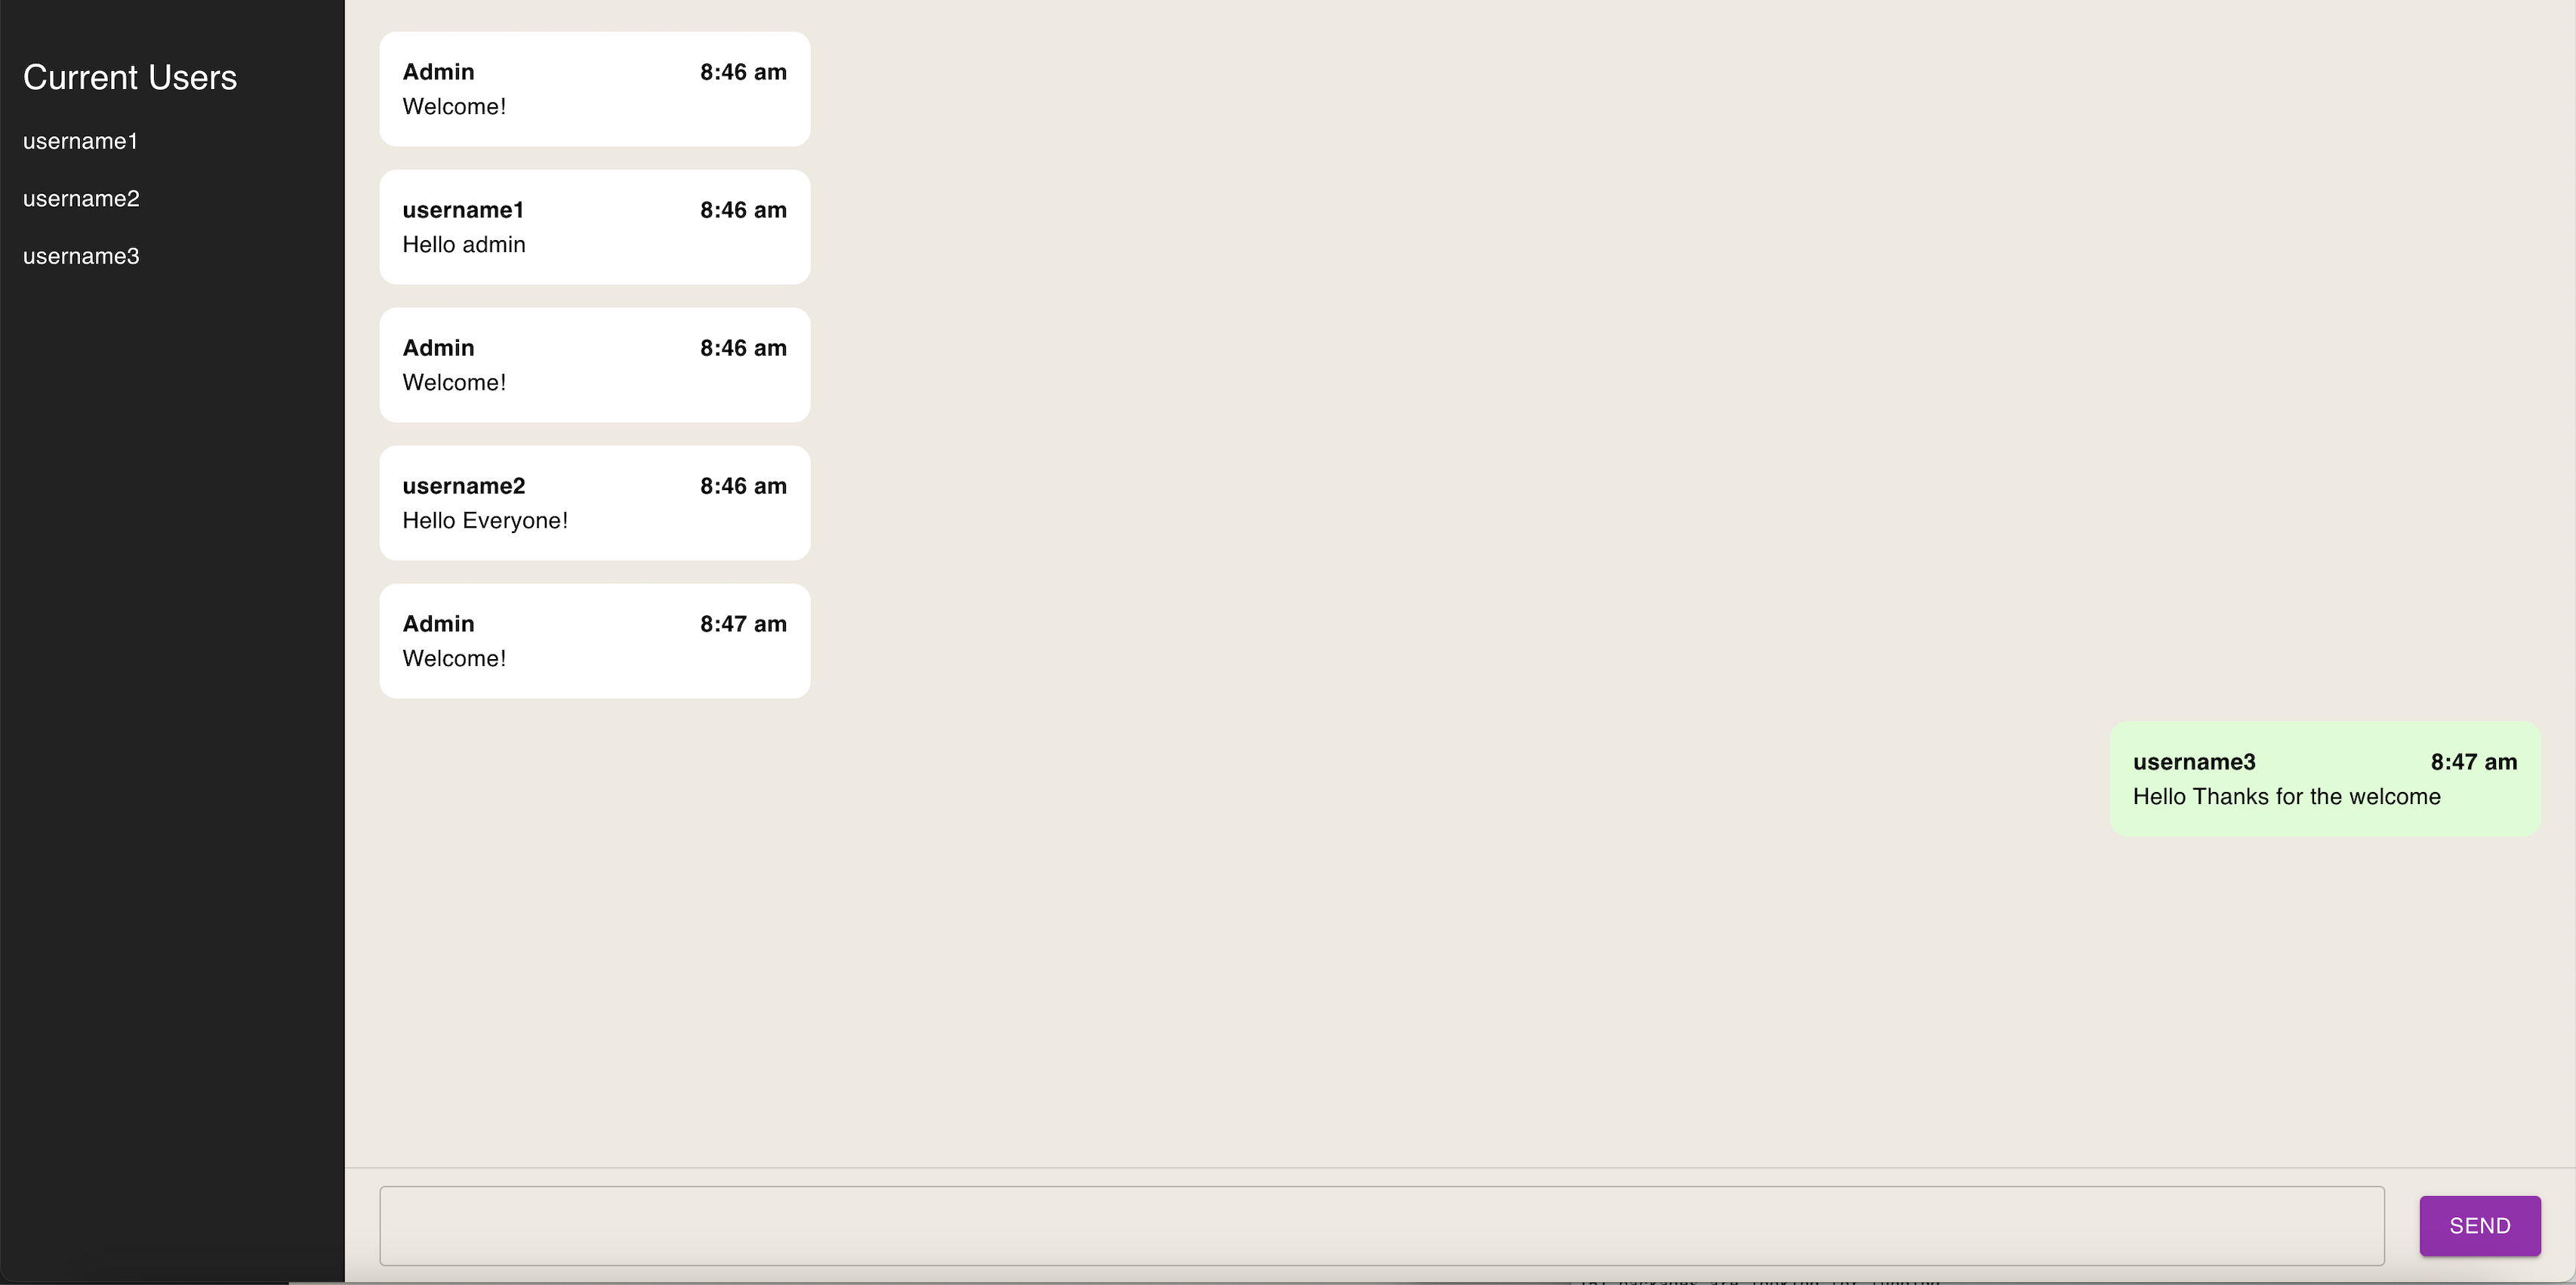 Current Users
username1
username2
username3
Admin 8:46 am
Welcome!
username1 8:46 am
Hello admin
Admin 8:46 am
Welcome!
username2 8:46 am
Hello Everyone!
Admin 8:47 am
Welcome!
username3 8:47 am
Hello Thanks for the welcome
SEND